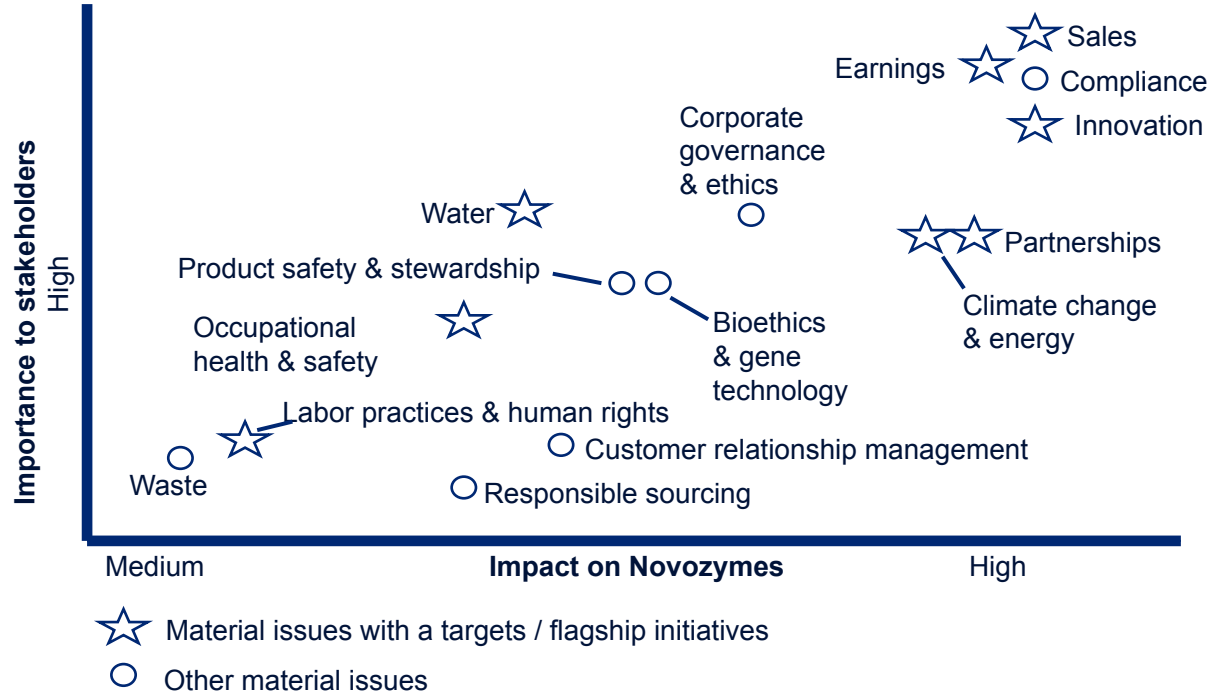 Sales
Earnings
Compliance
Corporate
governance
& ethics
Innovation
Water
Partnerships
Product safety & stewardship
Climate change
& energy
Bioethics
& gene
technology
Occupational
health & safety
Labor practices & human rights
Customer relationship management
Waste
Responsible sourcing
Importance to stakeholders
High
Medium
Impact on Novozymes
High
Material issues with a targets / flagship initiatives
Other material issues